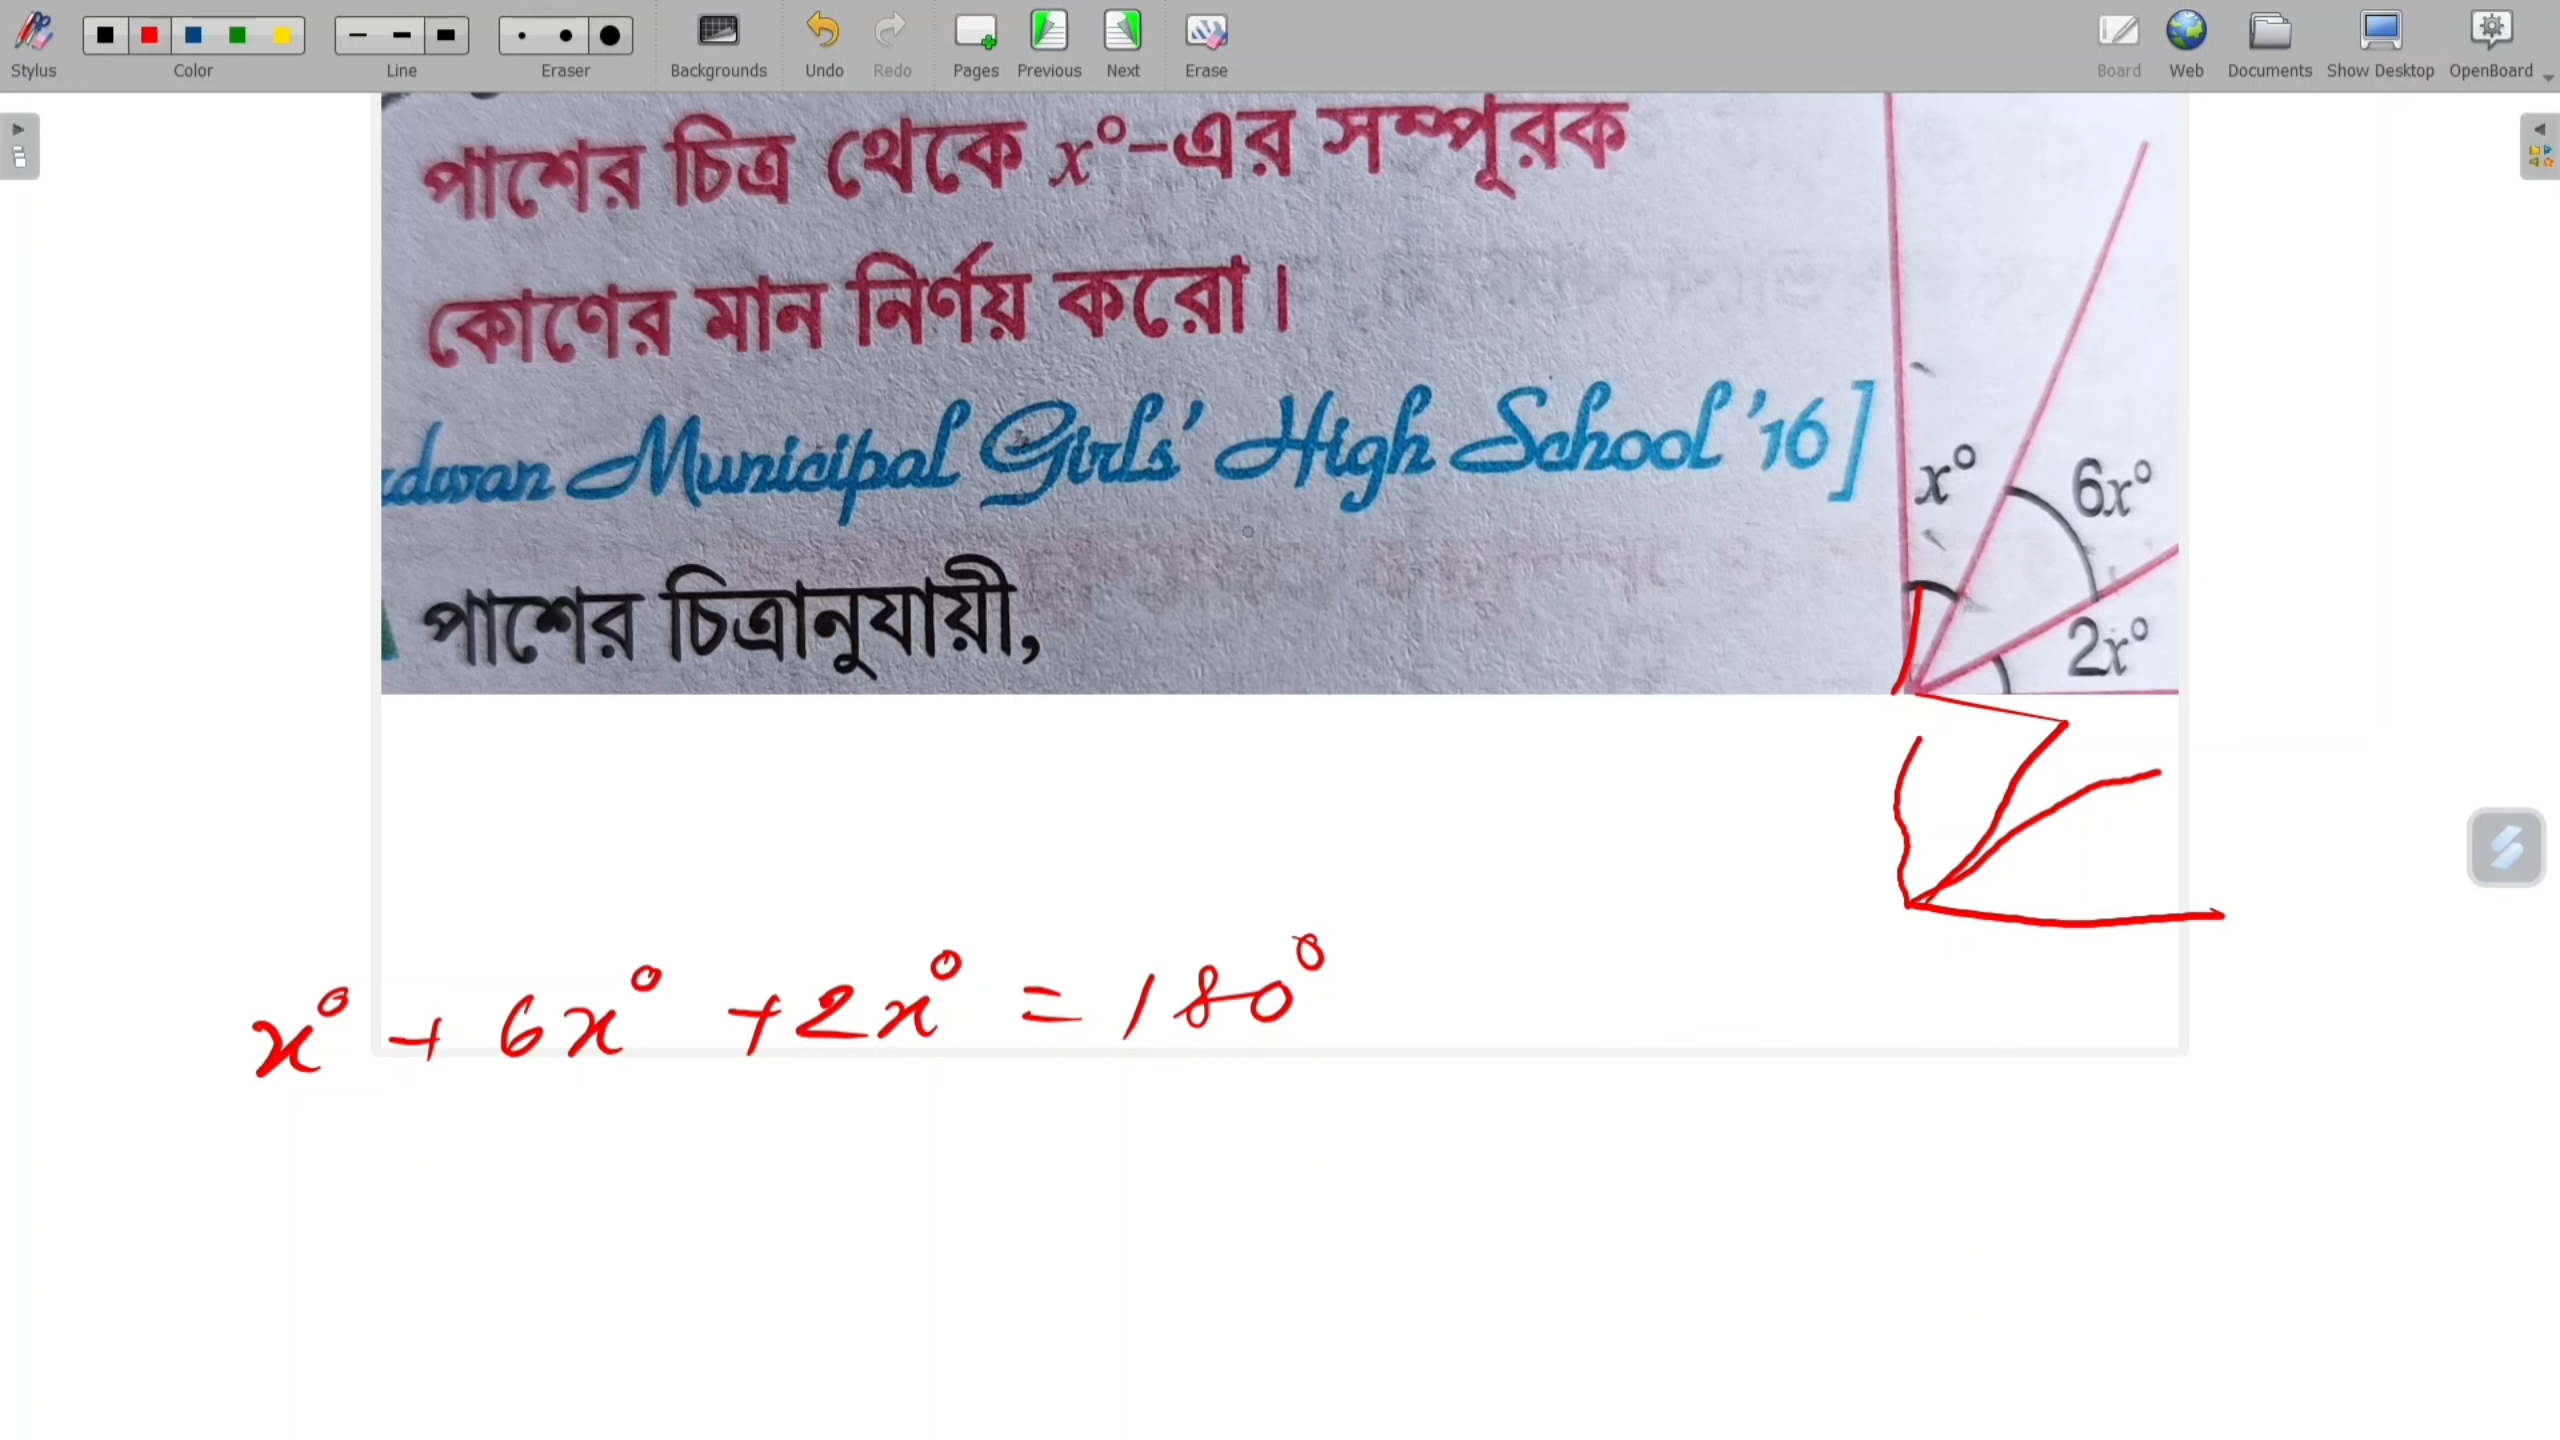 Stylus Color Line Eraser Backgrounds Undo Redo Pages Previous Next Erase Board Web Documents Show Desktop OpenBoard
পাশের চিত্র থেকে x°-এর সম্পূরক
কোণের মান নির্ণয় করো।
dwan Municipal Girls' High School '16]
x° 6x°
পাশের চিত্রানুযায়ী,
2x°
x° + 6x° + 2x° = 180°